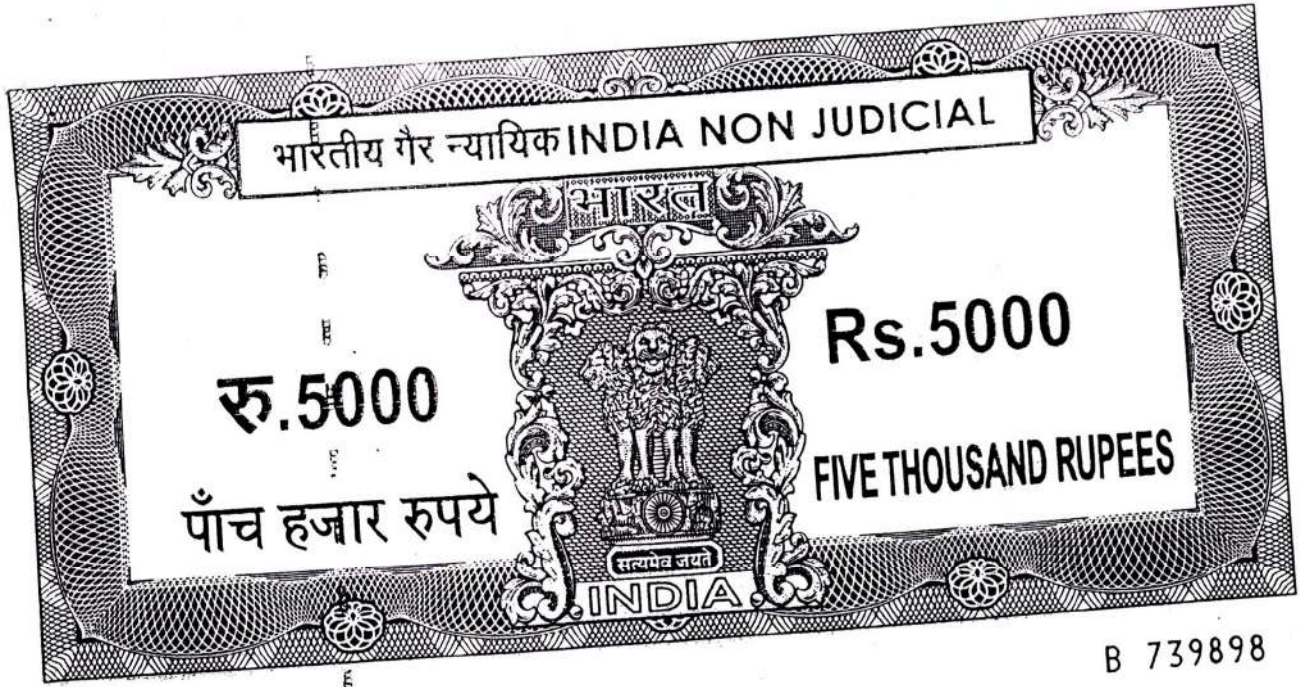 भारतीय गैर न्यायिक INDIA NON JUDICIAL
भारत
रु.5000
पाँच हजार रुपये
Rs.5000
FIVE THOUSAND RUPEES
सत्यमेव जयते
INDIA
B 739898